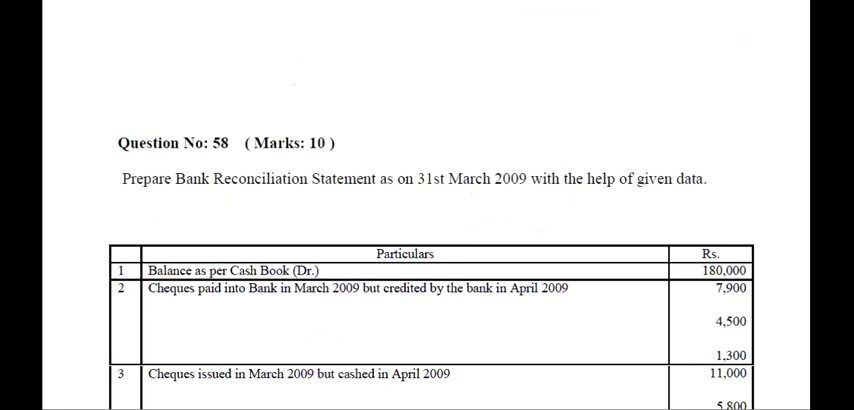 Question No: 58 ( Marks: 10 )
Prepare Bank Reconciliation Statement as on 31st March 2009 with the help of given data.
Particulars Rs.
1 Balance as per Cash Book (Dr.) 180,000
2 Cheques paid into Bank in March 2009 but credited by the bank in April 2009 7,900
4,500
1,300
3 Cheques issued in March 2009 but cashed in April 2009 11,000
5,800